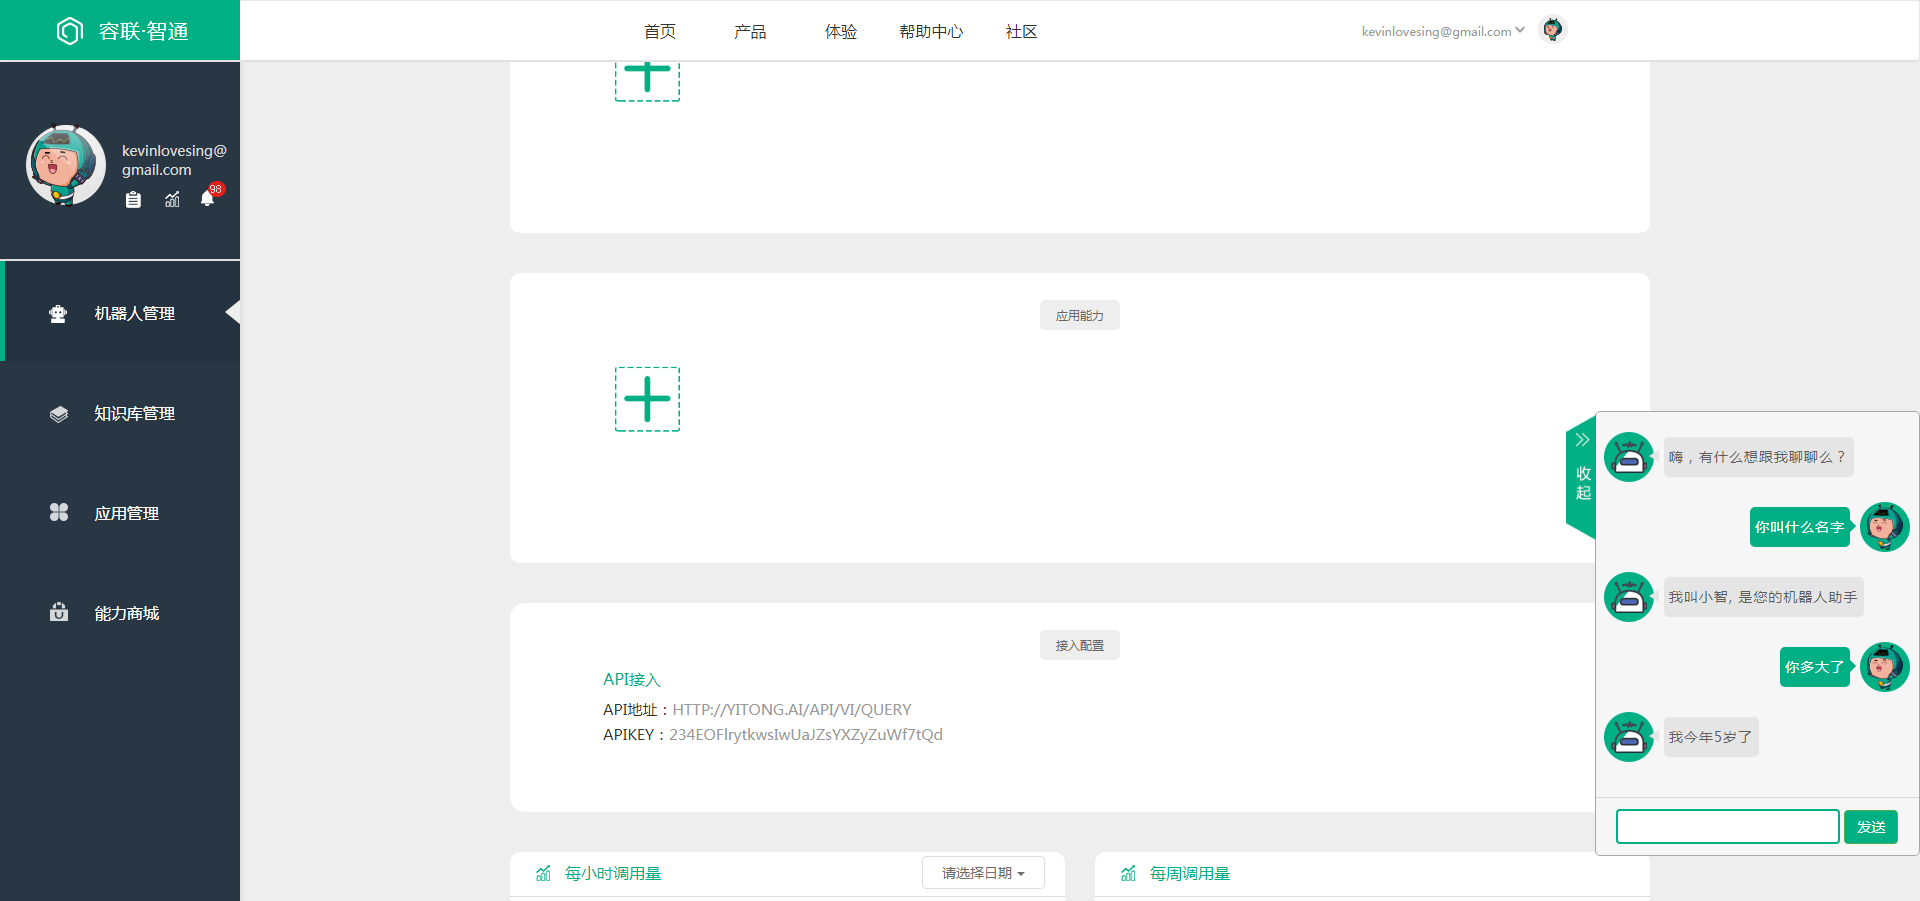 容联·智通
首页
产品
体验
帮助中心
社区
kevinlovesing@gmail.com
kevinlovesing@
gmail.com
98
机器人管理
知识库管理
应用管理
能力商城
应用能力
接入配置
API接入
API地址：HTTP://YITONG.AI/API/VI/QUERY
APIKEY：234EOFlrytkwsIwUaJZsYXZyZuWf7tQd
每小时调用量
请选择日期
每周调用量
收
起
嗨，有什么想跟我聊聊么？
你叫什么名字
我叫小智, 是您的机器人助手
你多大了
我今年5岁了
发送